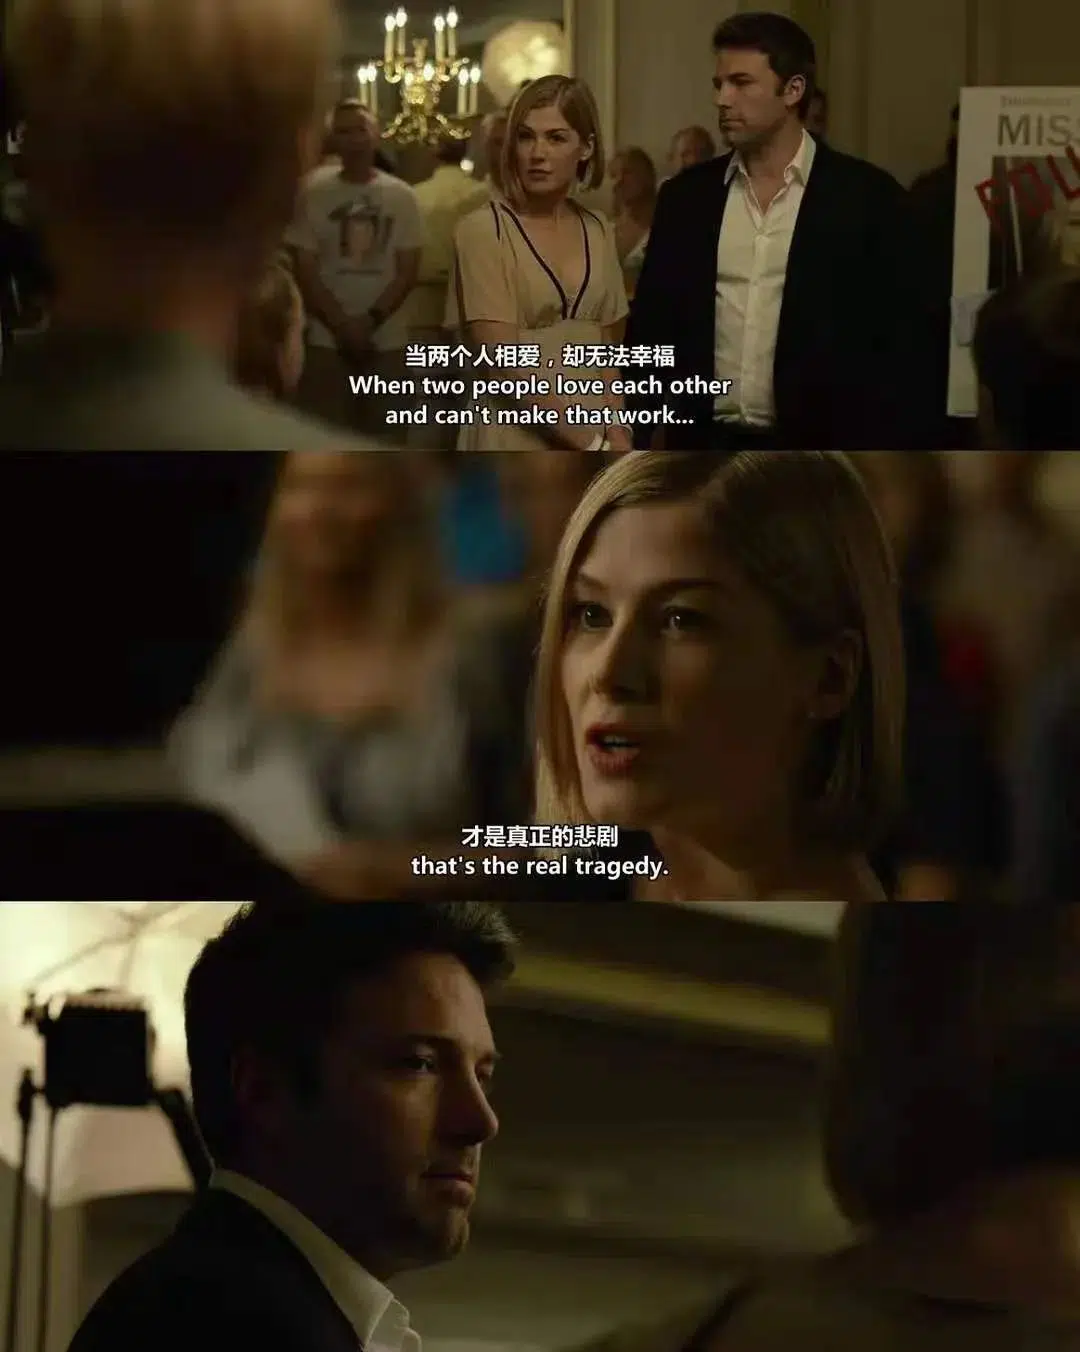 MIS
FOU
当两个人相爱，却无法幸福
When two people love each other
and can't make that work...
才是真正的悲剧
that's the real tragedy.